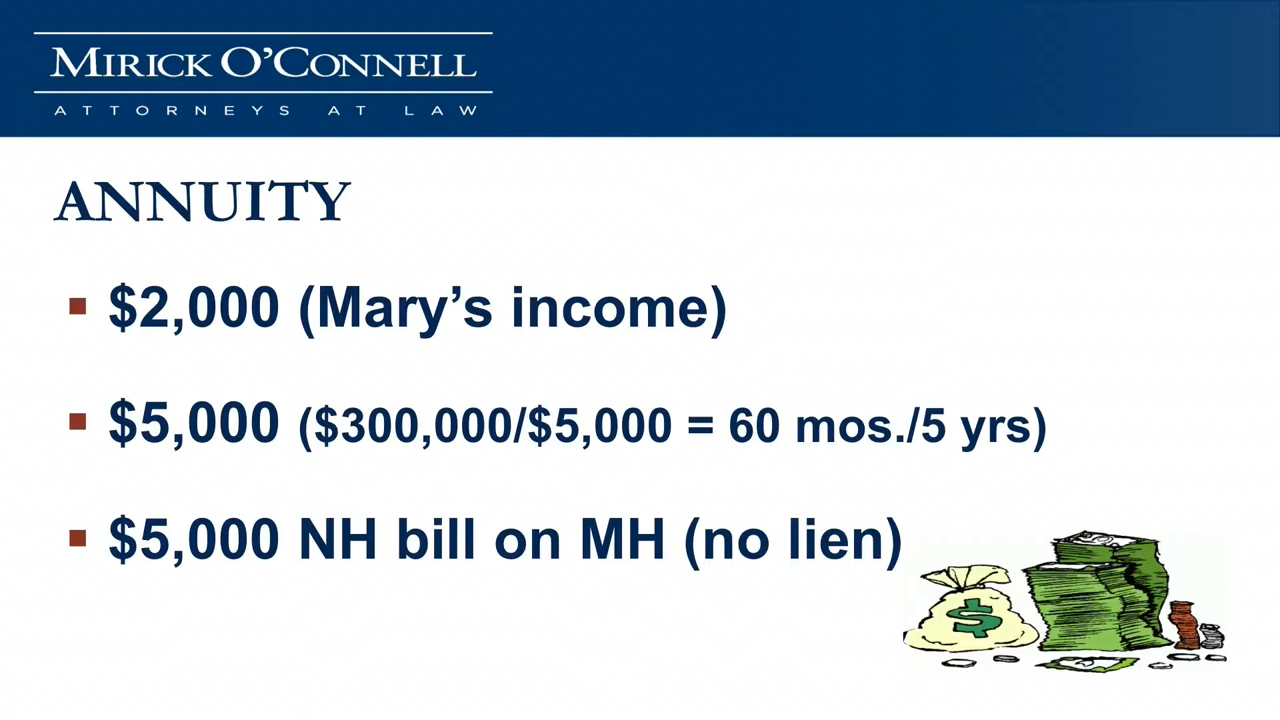 MIRICK O'CONNELL
ATTORNEYS AT LAW
ANNUITY
▪ $2,000 (Mary's income)
▪ $5,000 ($300,000/$5,000 = 60 mos./5 yrs)
▪ $5,000 NH bill on MH (no lien)
$